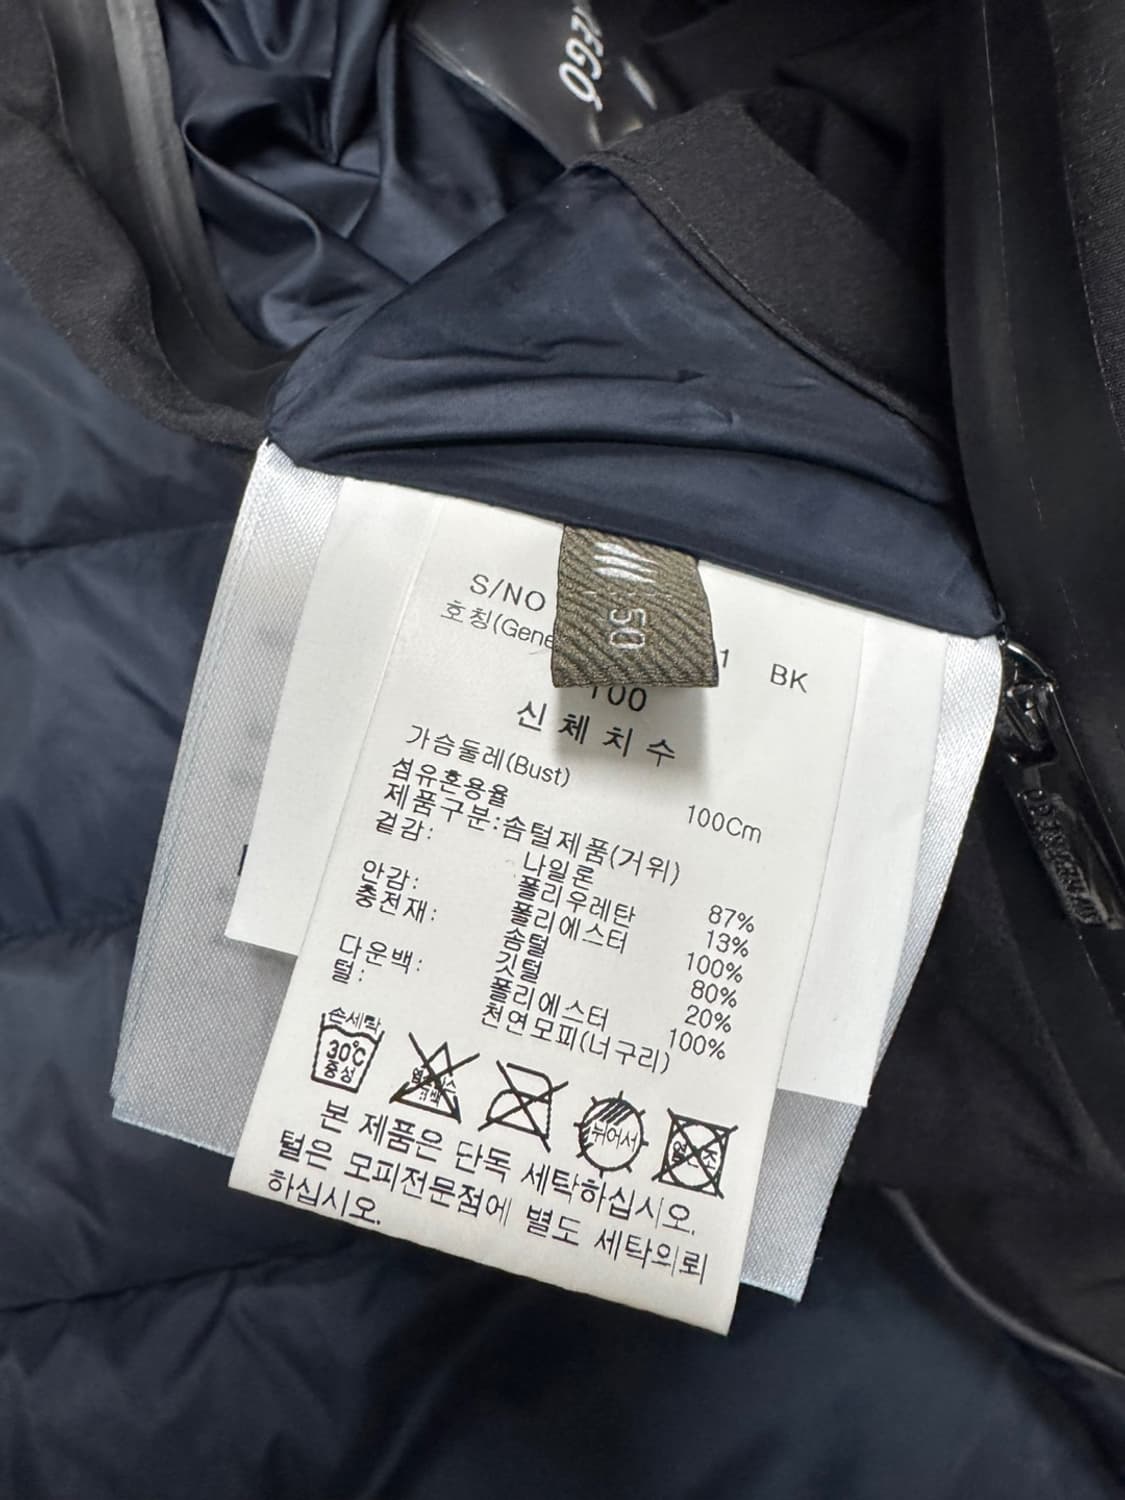 S/NO
호칭(Gene
1 BK
50
100
신체치수
가슴둘레(Bust) 100Cm
섬유혼용율
제품구분:솜털제품(거위)
겉감: 나일론 87%
폴리우레탄 13%
안감: 폴리에스터 100%
충전재: 솜털 80%
깃털 20%
다운백: 폴리에스터 100%
털: 천연모피(너구리)
손세탁
30℃
중성
뉘어서
본 제품은 단독 세탁하십시오.
털은 모피전문점에 별도 세탁의뢰
하십시오.